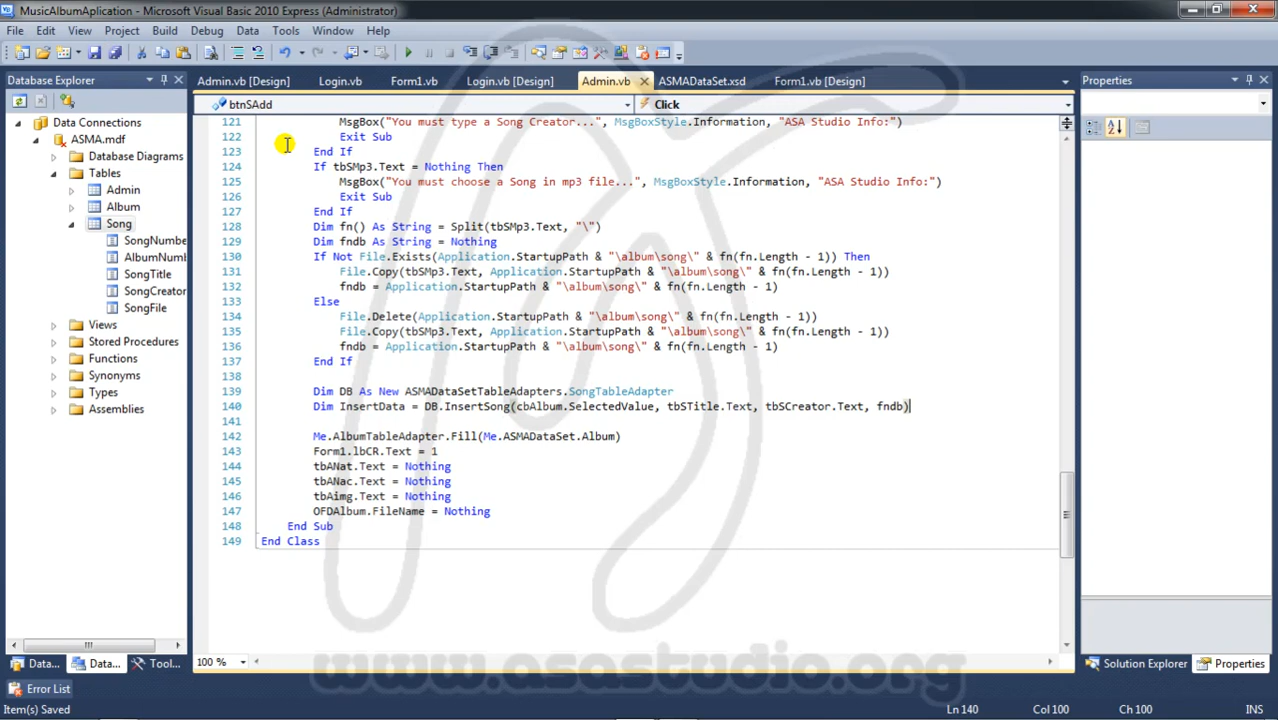 MusicAlbumAplication - Microsoft Visual Basic 2010 Express (Administrator)
File Edit View Project Build Debug Data Tools Window Help
Database Explorer
Admin.vb [Design] Login.vb Form1.vb Login.vb [Design] Admin.vb ASMADataSet.xsd Form1.vb [Design]
Properties
btnSAdd Click
Data Connections
ASMA.mdf
Database Diagrams
Tables
Admin
Album
Song
SongNumbe
AlbumNumb
SongTitle
SongCreator
SongFile
Views
Stored Procedures
Functions
Synonyms
Types
Assemblies
121 MsgBox("You must type a Song Creator...", MsgBoxStyle.Information, "ASA Studio Info:")
122 Exit Sub
123 End If
124 If tbSMp3.Text = Nothing Then
125 MsgBox("You must choose a Song in mp3 file...", MsgBoxStyle.Information, "ASA Studio Info:")
126 Exit Sub
127 End If
128 Dim fn() As String = Split(tbSMp3.Text, "\")
129 Dim fndb As String = Nothing
130 If Not File.Exists(Application.StartupPath & "\album\song\" & fn(fn.Length - 1)) Then
131 File.Copy(tbSMp3.Text, Application.StartupPath & "\album\song\" & fn(fn.Length - 1))
132 fndb = Application.StartupPath & "\album\song\" & fn(fn.Length - 1)
133 Else
134 File.Delete(Application.StartupPath & "\album\song\" & fn(fn.Length - 1))
135 File.Copy(tbSMp3.Text, Application.StartupPath & "\album\song\" & fn(fn.Length - 1))
136 fndb = Application.StartupPath & "\album\song\" & fn(fn.Length - 1)
137 End If
138
139 Dim DB As New ASMADataSetTableAdapters.SongTableAdapter
140 Dim InsertData = DB.InsertSong(cbAlbum.SelectedValue, tbSTitle.Text, tbSCreator.Text, fndb)
141
142 Me.AlbumTableAdapter.Fill(Me.ASMADataSet.Album)
143 Form1.lbCR.Text = 1
144 tbANat.Text = Nothing
145 tbANac.Text = Nothing
146 tbAimg.Text = Nothing
147 OFDAlbum.FileName = Nothing
148 End Sub
149 End Class
100 %
Data... Data... Tool...
Solution Explorer Properties
www.asastudio.org
Error List
Item(s) Saved Ln 140 Col 100 Ch 100 INS